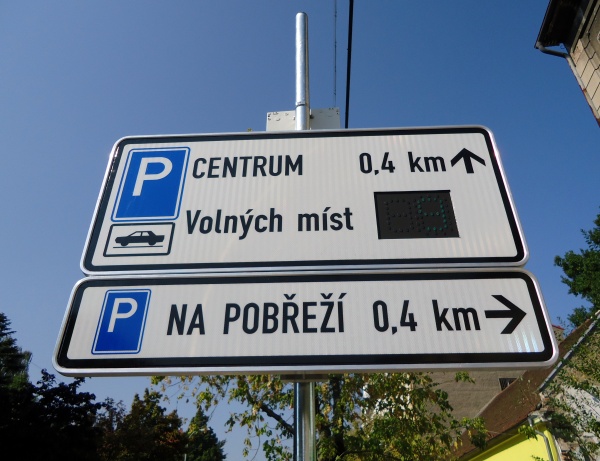 P CENTRUM 0,4 km ↑
Volných míst
P NA POBŘEŽÍ 0,4 km →